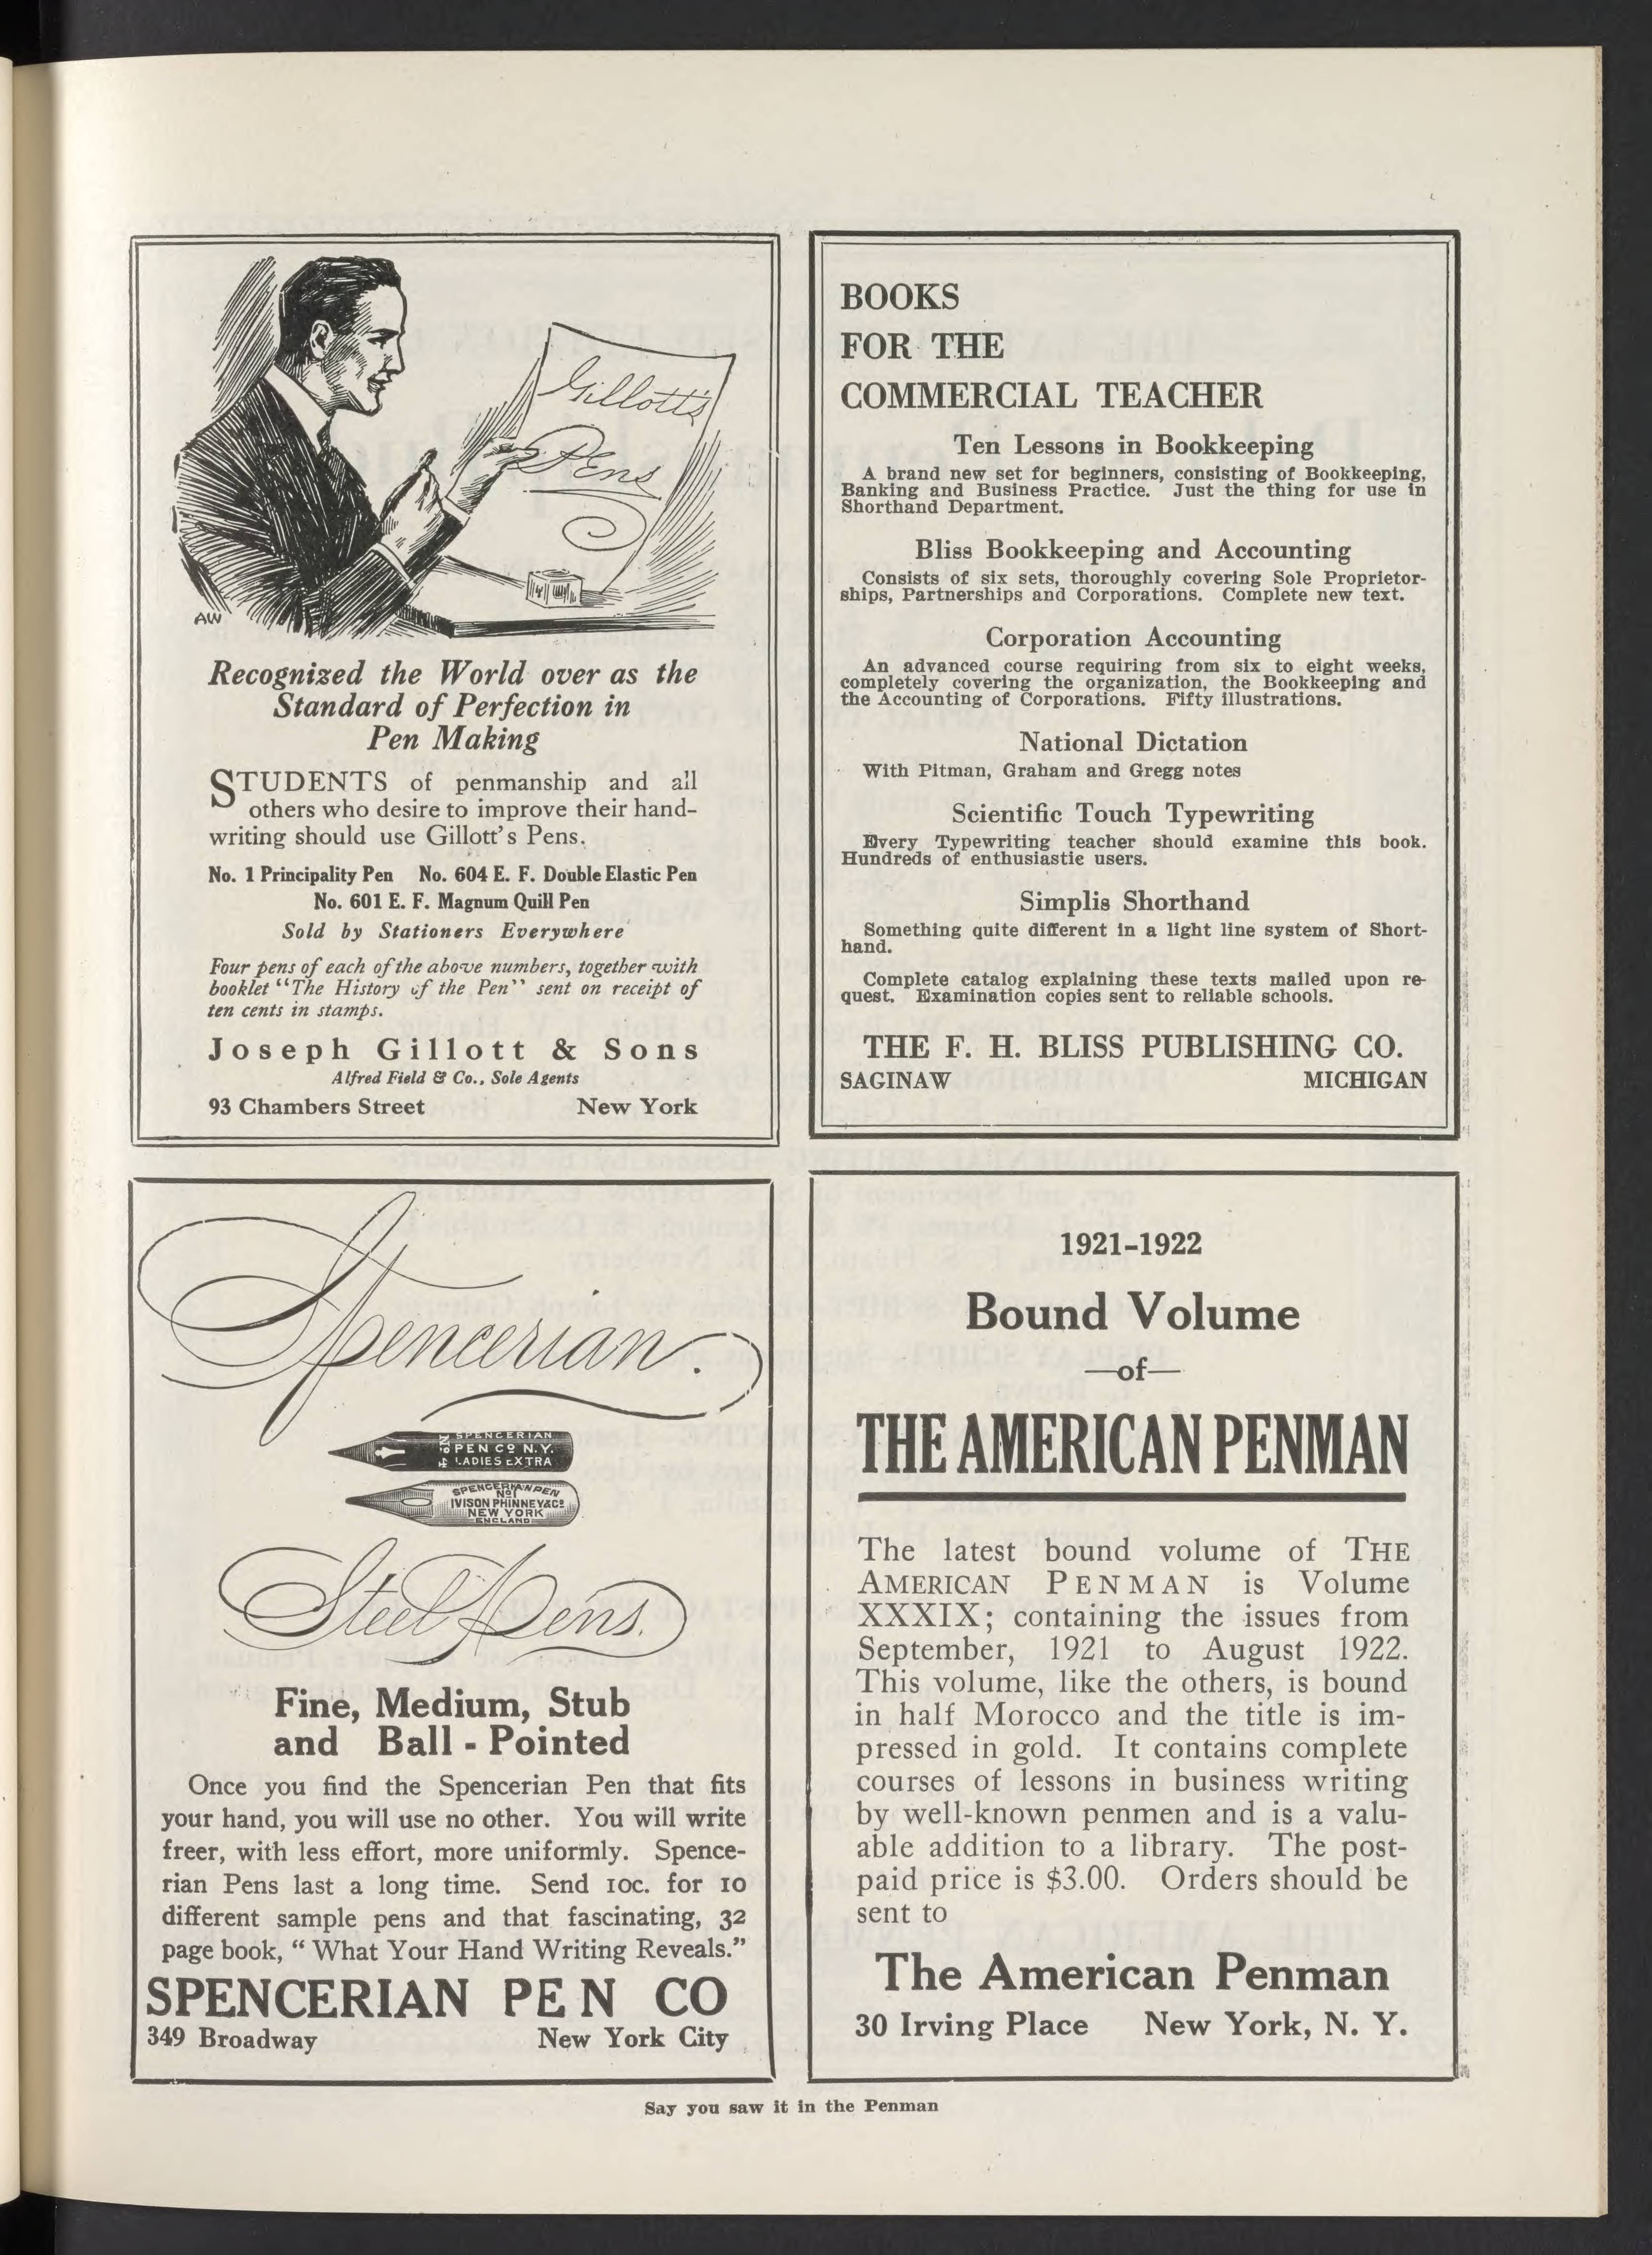 Gillott's
Pens
AW
Recognized the World over as the
Standard of Perfection in
Pen Making
STUDENTS of penmanship and all
others who desire to improve their hand-
writing should use Gillott's Pens.
No. 1 Principality Pen No. 604 E. F. Double Elastic Pen
No. 601 E. F. Magnum Quill Pen
Sold by Stationers Everywhere
Four pens of each of the above numbers, together with
booklet "The History of the Pen" sent on receipt of
ten cents in stamps.
Joseph Gillott & Sons
Alfred Field & Co., Sole Agents
93 Chambers Street New York
BOOKS
FOR THE
COMMERCIAL TEACHER
Ten Lessons in Bookkeeping
A brand new set for beginners, consisting of Bookkeeping,
Banking and Business Practice. Just the thing for use in
Shorthand Department.
Bliss Bookkeeping and Accounting
Consists of six sets, thoroughly covering Sole Proprietor-
ships, Partnerships and Corporations. Complete new text.
Corporation Accounting
An advanced course requiring from six to eight weeks,
completely covering the organization, the Bookkeeping and
the Accounting of Corporations. Fifty illustrations.
National Dictation
With Pitman, Graham and Gregg notes
Scientific Touch Typewriting
Every Typewriting teacher should examine this book.
Hundreds of enthusiastic users.
Simplis Shorthand
Something quite different in a light line system of Short-
hand.
Complete catalog explaining these texts mailed upon re-
quest. Examination copies sent to reliable schools.
THE F. H. BLISS PUBLISHING CO.
SAGINAW MICHIGAN
Spencerian.
SPENCERIAN
PEN CO N.Y.
LADIES EXTRA
SPENCERIAN PEN
No 1
IVISON PHINNEY & Co
NEW YORK
ENGLAND
Steel Pens.
Fine, Medium, Stub
and Ball - Pointed
Once you find the Spencerian Pen that fits
your hand, you will use no other. You will write
freer, with less effort, more uniformly. Spence-
rian Pens last a long time. Send 10c. for 10
different sample pens and that fascinating, 32
page book, "What Your Hand Writing Reveals."
SPENCERIAN PEN CO
349 Broadway New York City
1921-1922
Bound Volume
—of—
THE AMERICAN PENMAN
The latest bound volume of THE
AMERICAN PENMAN is Volume
XXXIX; containing the issues from
September, 1921 to August 1922.
This volume, like the others, is bound
in half Morocco and the title is im-
pressed in gold. It contains complete
courses of lessons in business writing
by well-known penmen and is a valu-
able addition to a library. The post-
paid price is $3.00. Orders should be
sent to
The American Penman
30 Irving Place New York, N. Y.
Say you saw it in the Penman